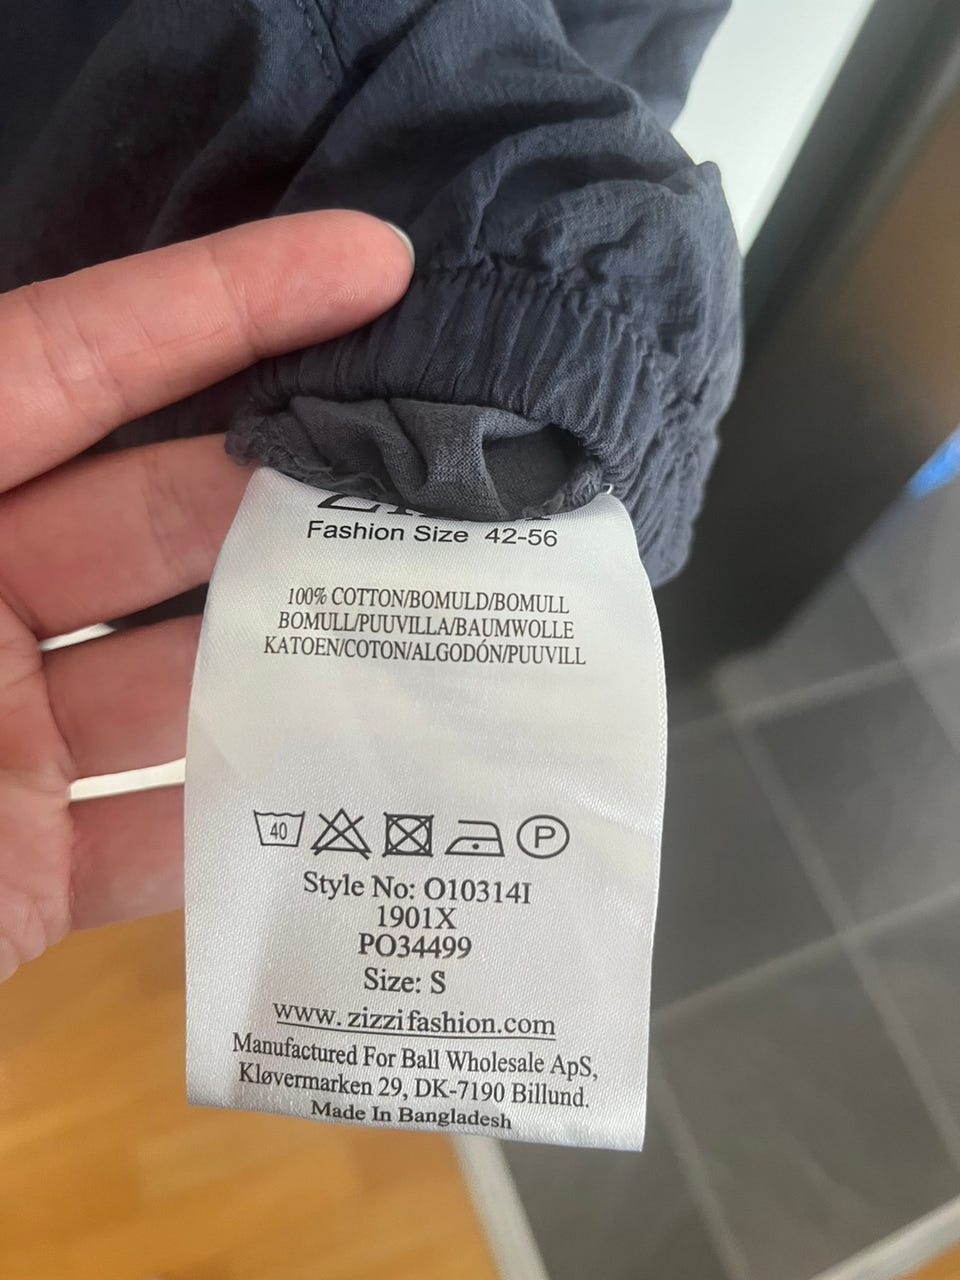 Fashion Size 42-56
100% COTTON/BOMULD/BOMULL
BOMULL/PUUVILLA/BAUMWOLLE
KATOEN/COTON/ALGODÓN/PUUVILL
40 P
Style No: O10314I
1901X
PO34499
Size: S
www.zizzifashion.com
Manufactured For Ball Wholesale ApS,
Kløvermarken 29, DK-7190 Billund.
Made In Bangladesh